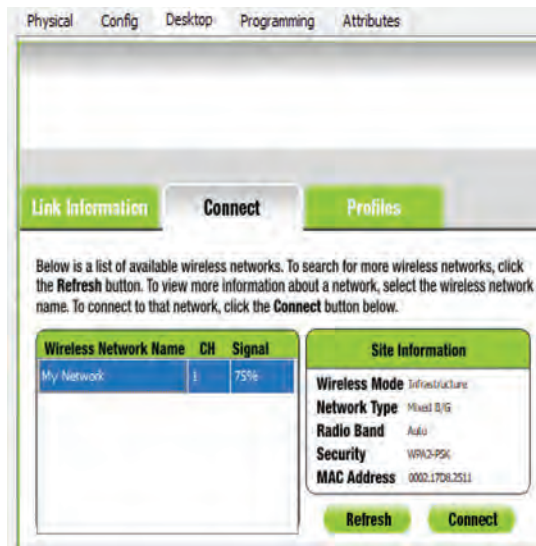 Physical Config Desktop Programming Attributes
Link Information Connect Profiles
Below is a list of available wireless networks. To search for more wireless networks, click
the Refresh button. To view more information about a network, select the wireless network
name. To connect to that network, click the Connect button below.
Wireless Network Name CH Signal
My Network 1 75%
Site Information
Wireless Mode Infrastructure
Network Type Mixed B/G
Radio Band Auto
Security WPA2-PSK
MAC Address 0002.17D8.2511
Refresh Connect